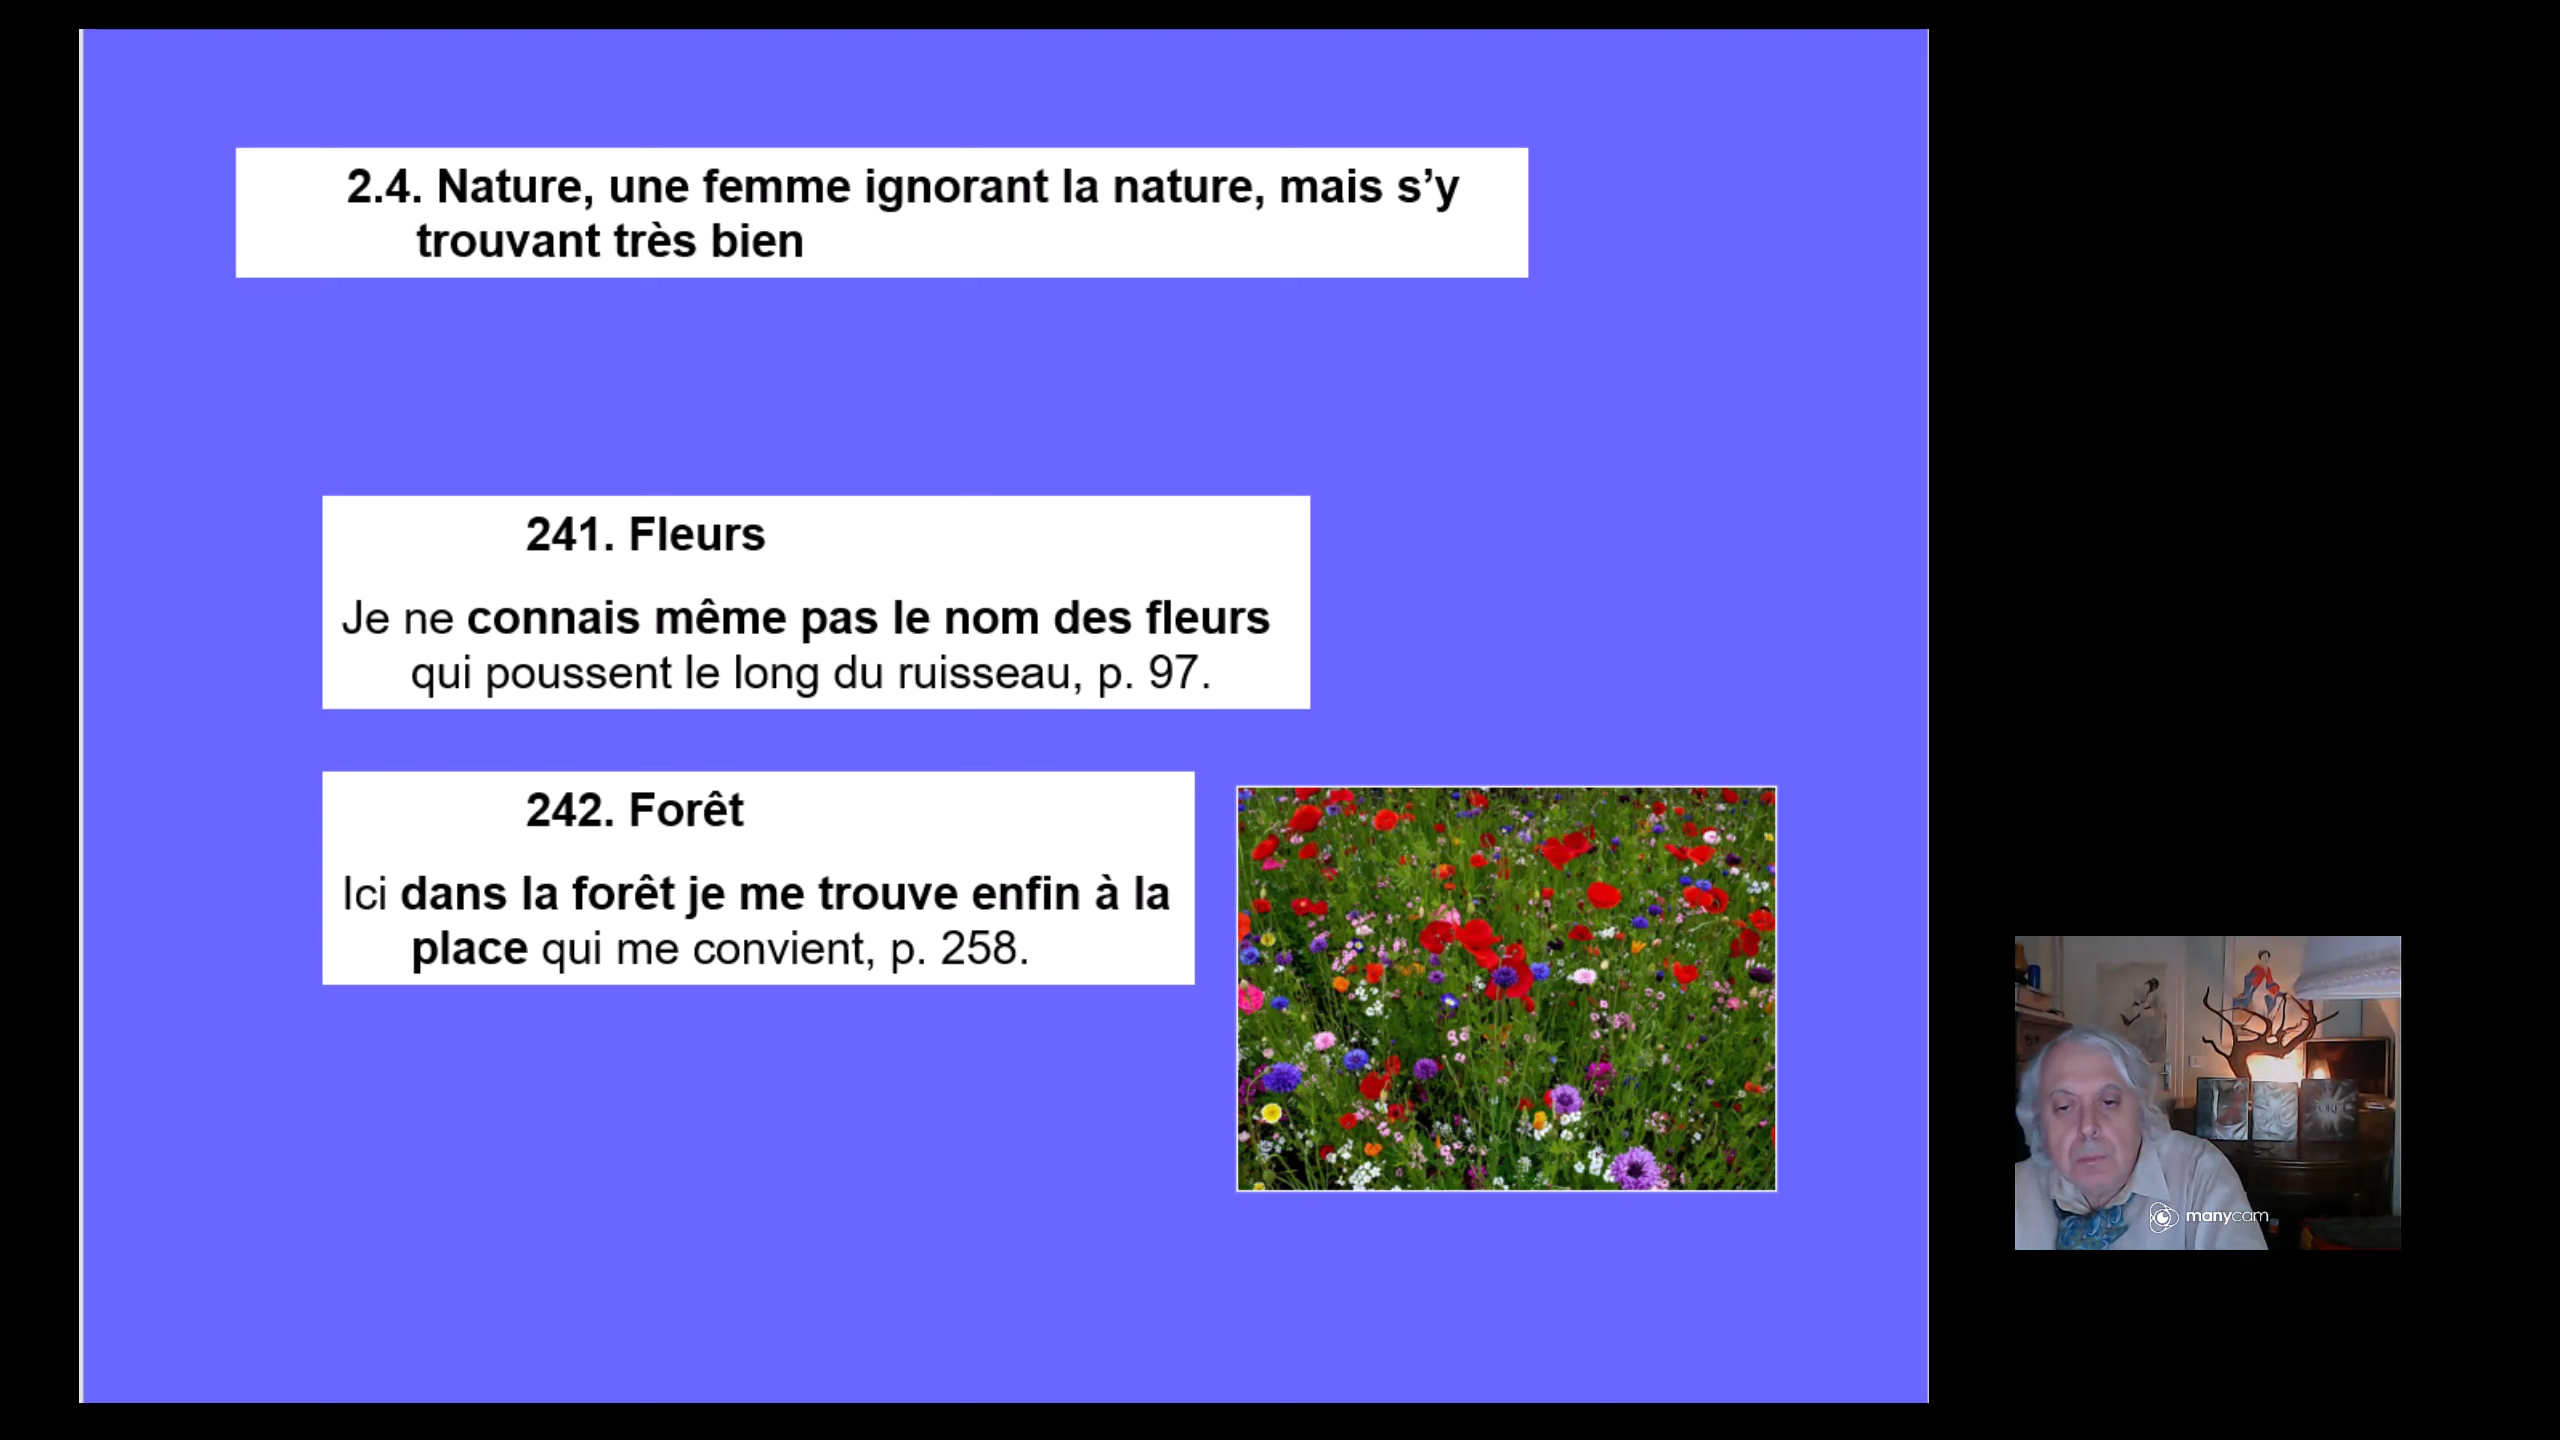 2.4. Nature, une femme ignorant la nature, mais s’y
trouvant très bien
241. Fleurs
Je ne connais même pas le nom des fleurs
qui poussent le long du ruisseau, p. 97.
242. Forêt
Ici dans la forêt je me trouve enfin à la
place qui me convient, p. 258.
manycam